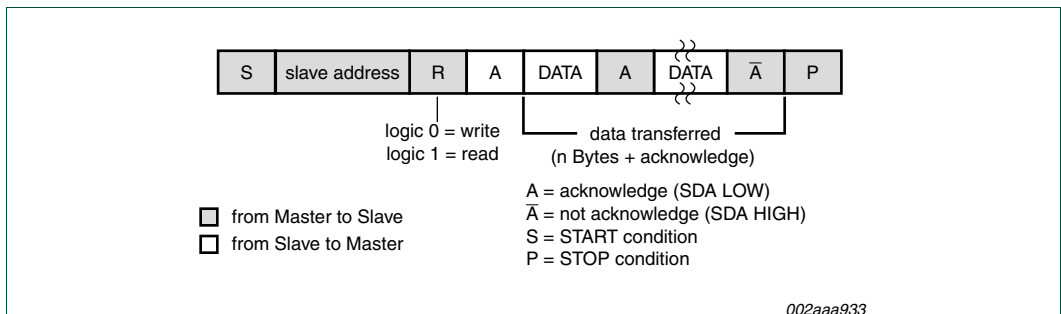 S slave address R A DATA A DATA A̅ P
logic 0 = write
logic 1 = read
data transferred
(n Bytes + acknowledge)
A = acknowledge (SDA LOW)
A̅ = not acknowledge (SDA HIGH)
S = START condition
P = STOP condition
from Master to Slave
from Slave to Master
002aaa933